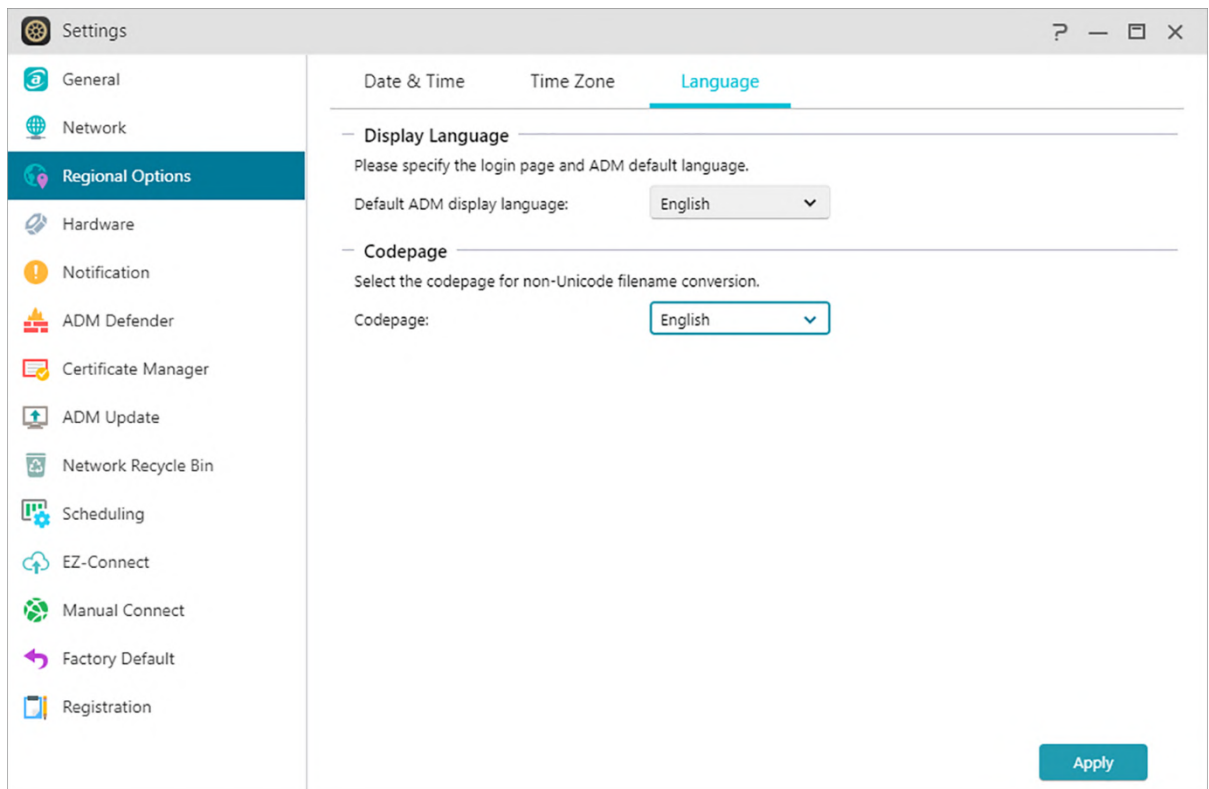 Settings
General
Network
Regional Options
Hardware
Notification
ADM Defender
Certificate Manager
ADM Update
Network Recycle Bin
Scheduling
EZ-Connect
Manual Connect
Factory Default
Registration
Date & Time Time Zone Language
Display Language
Please specify the login page and ADM default language.
Default ADM display language: English
Codepage
Select the codepage for non-Unicode filename conversion.
Codepage: English
Apply